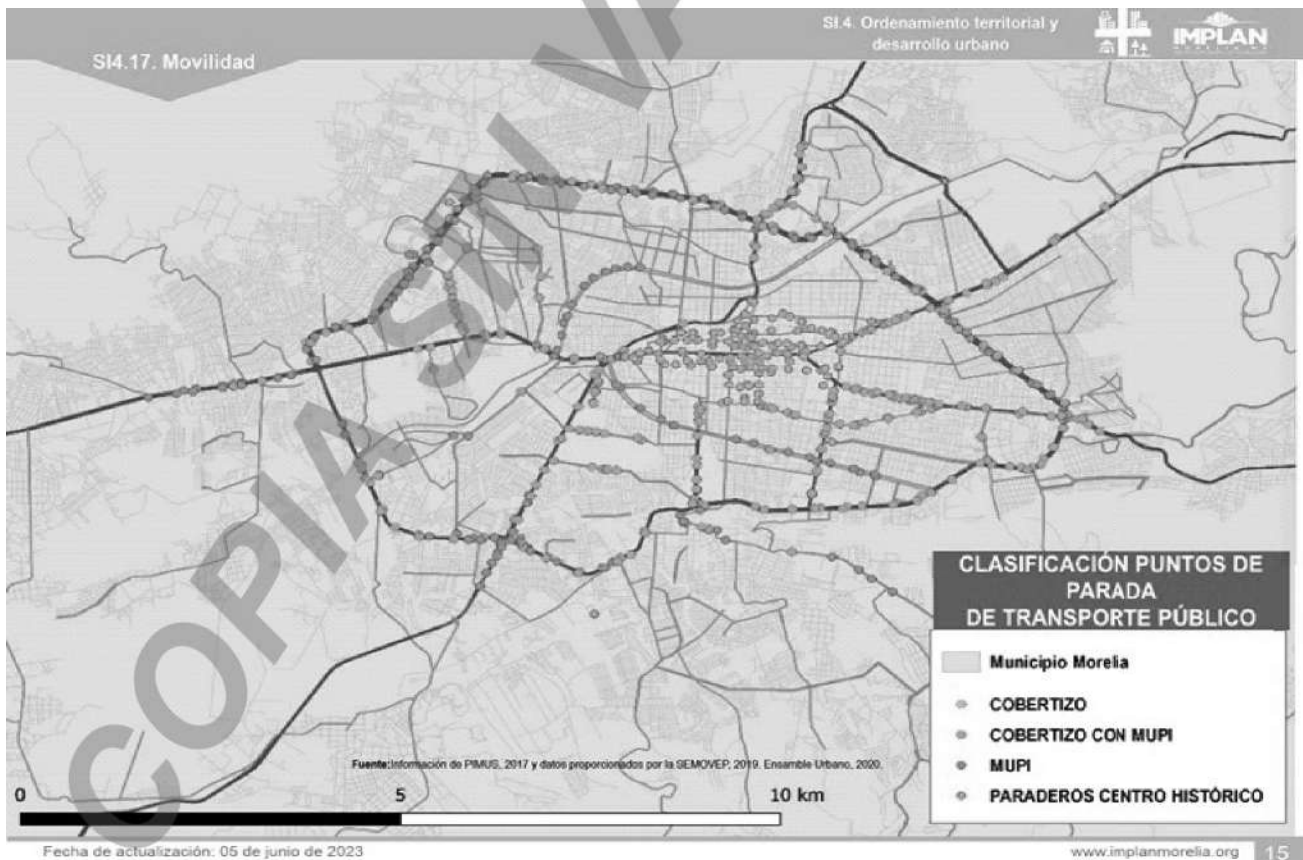 SI.4. Ordenamiento territorial y
desarrollo urbano
IMPLAN
SI4.17. Movilidad
COPIA SIN VA
CLASIFICACIÓN PUNTOS DE
PARADA
DE TRANSPORTE PÚBLICO
Municipio Morelia
COBERTIZO
COBERTIZO CON MUPI
MUPI
PARADEROS CENTRO HISTÓRICO
Fuente:Información de PIMUS, 2017 y datos proporcionados por la SEMOVEP, 2019. Ensamble Urbano, 2020.
0 5 10 km
Fecha de actualización: 05 de junio de 2023
www.implanmorelia.org 15